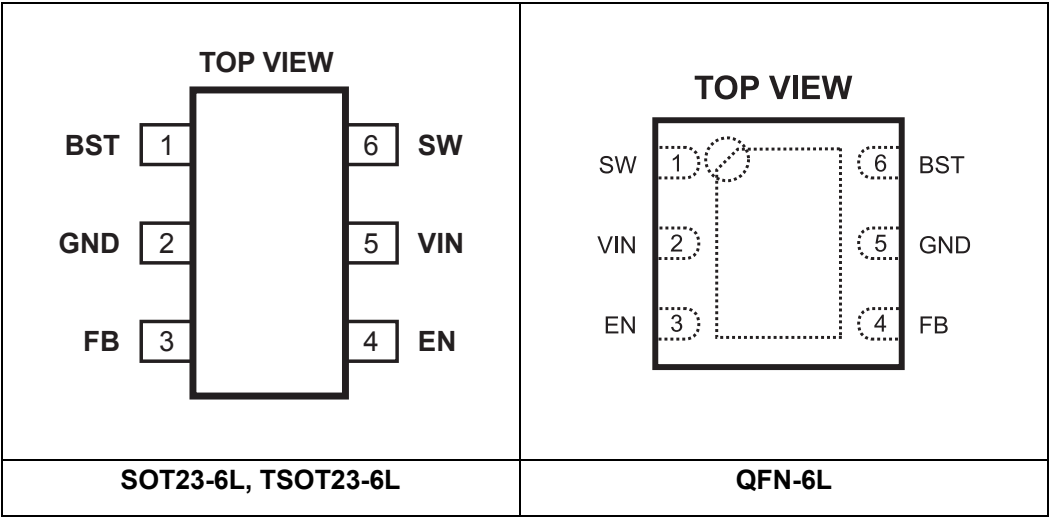 TOP VIEW
BST 1 6 SW
GND 2 5 VIN
FB 3 4 EN
SOT23-6L, TSOT23-6L
TOP VIEW
SW 1 6 BST
VIN 2 5 GND
EN 3 4 FB
QFN-6L